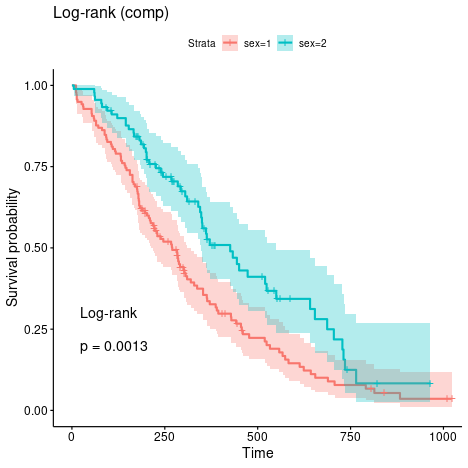 Log-rank (comp)
Strata sex=1 sex=2
Survival probability
1.00
0.75
0.50
0.25
0.00
Log-rank
p = 0.0013
0 250 500 750 1000
Time